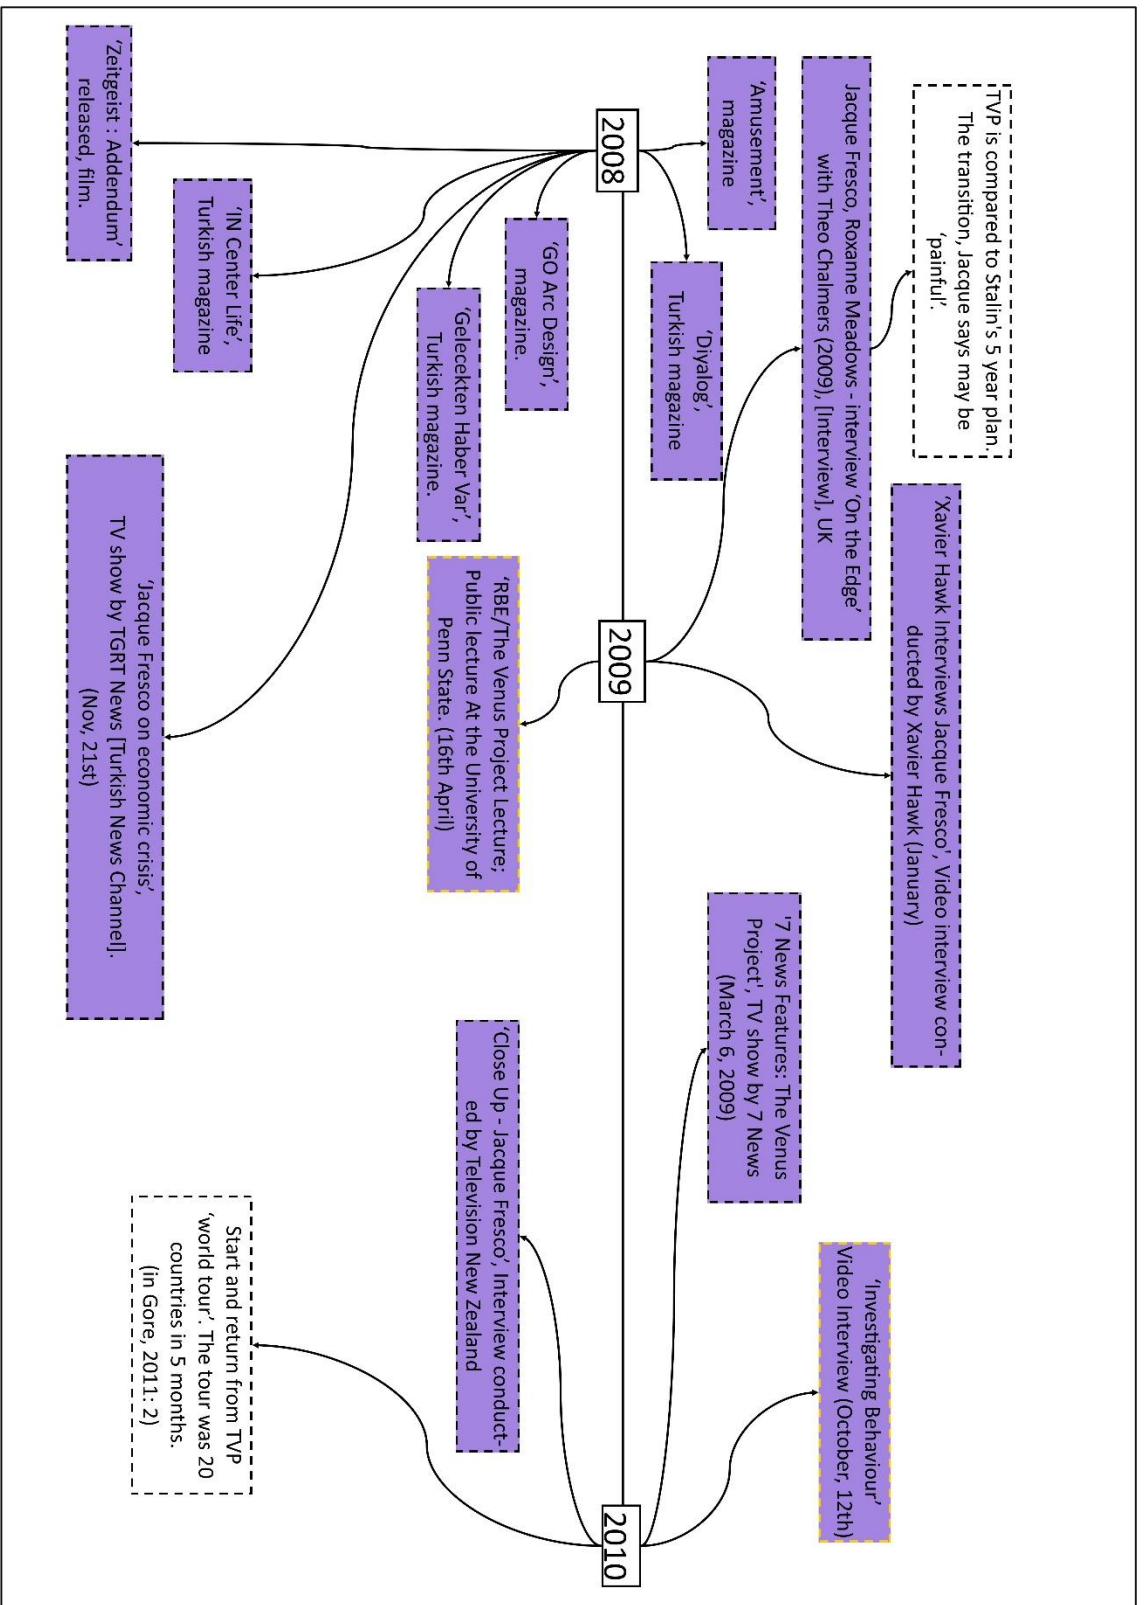 TVP is compared to Stalin's 5 year plan.
The transition, Jacque says may be
'painful'.
'Xavier Hawk Interviews Jacque Fresco', Video interview con-
ducted by Xavier Hawk (January)
Jacque Fresco, Roxanne Meadows - interview 'On the Edge'
with Theo Chalmers (2009), [Interview], UK
'Investigating Behaviour'
Video Interview (October, 12th)
'Amusement',
magazine
'Diyalog',
Turkish magazine
'7 News Features: The Venus
Project', TV show by 7 News
(March 6, 2009)
2008
2009
2010
'GO Arc Design',
magazine.
'Gelecekten Haber Var',
Turkish magazine.
'RBE/The Venus Project Lecture;
Public lecture At the University of
Penn State. (16th April)
'Close Up - Jacque Fresco', Interview conduct-
ed by Television New Zealand
'IN Center Life',
Turkish magazine
Start and return from TVP
'world tour'. The tour was 20
countries in 5 months.
(in Gore, 2011: 2)
'Zeitgeist : Addendum'
released, film.
'Jacque Fresco on economic crisis',
TV show by TGRT News [Turkish News Channel].
(Nov, 21st)